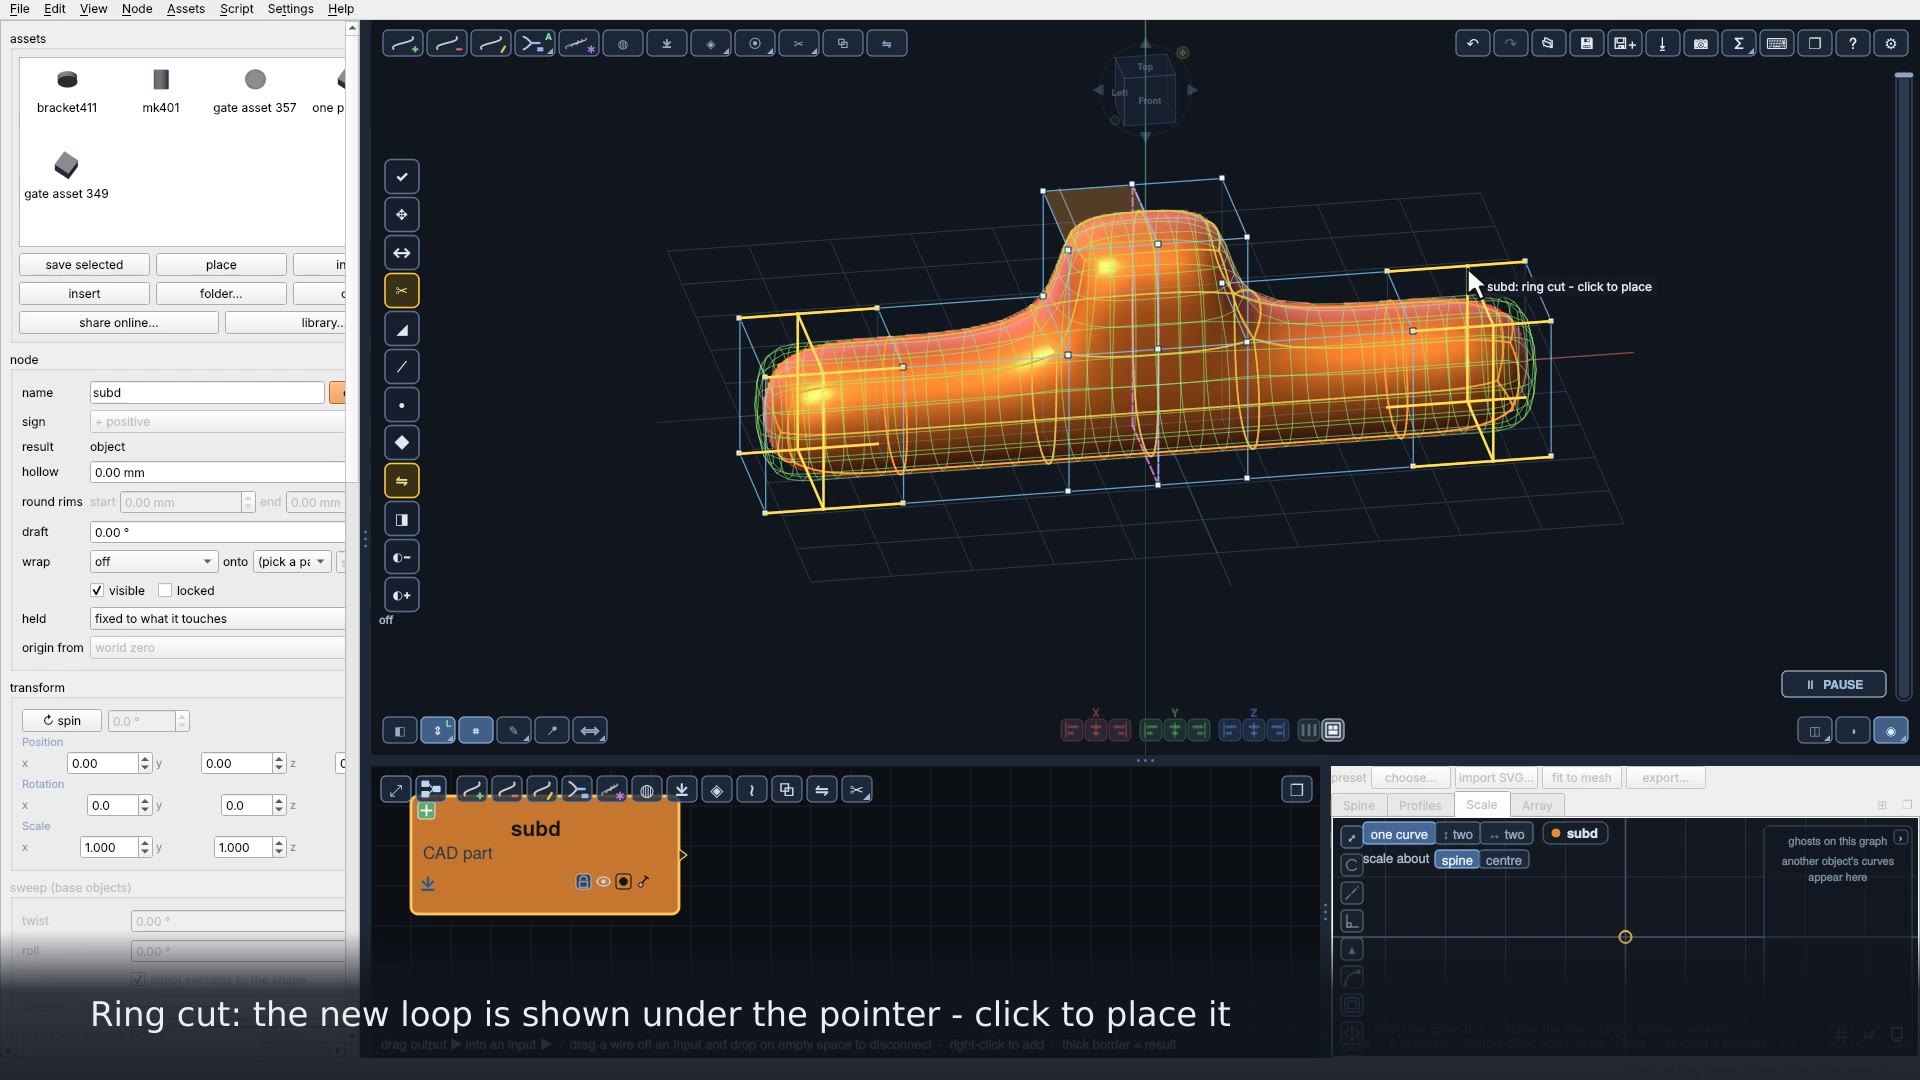 File Edit View Node Assets Script Settings Help
assets
bracket411 mk401 gate asset 357 one p
gate asset 349
save selected place in
insert folder...
share online... library...
node
name subd
sign + positive
result object
hollow 0.00 mm
round rims start 0.00 mm end 0.00 mm
draft 0.00 °
wrap off onto (pick a pa
visible locked
held fixed to what it touches
origin from world zero
transform
spin 0.0 °
Position
x 0.00 y 0.00 z
Rotation
x 0.0 y 0.0 z
Scale
x 1.000 y 1.000 z
sweep (base objects)
twist 0.00 °
roll 0.00 °
adapt sections to the shape
off
Top
Left Front
subd: ring cut - click to place
PAUSE
X Y Z
subd
CAD part
preset choose... import SVG... fit to mesh export...
Spine Profiles Scale Array
one curve two two subd
scale about spine centre
ghosts on this graph
another object's curves
appear here
Ring cut: the new loop is shown under the pointer - click to place it
drag output ▶ into an input ▶ · drag a wire off an input and drop on empty space to disconnect · right-click to add · thick border = result